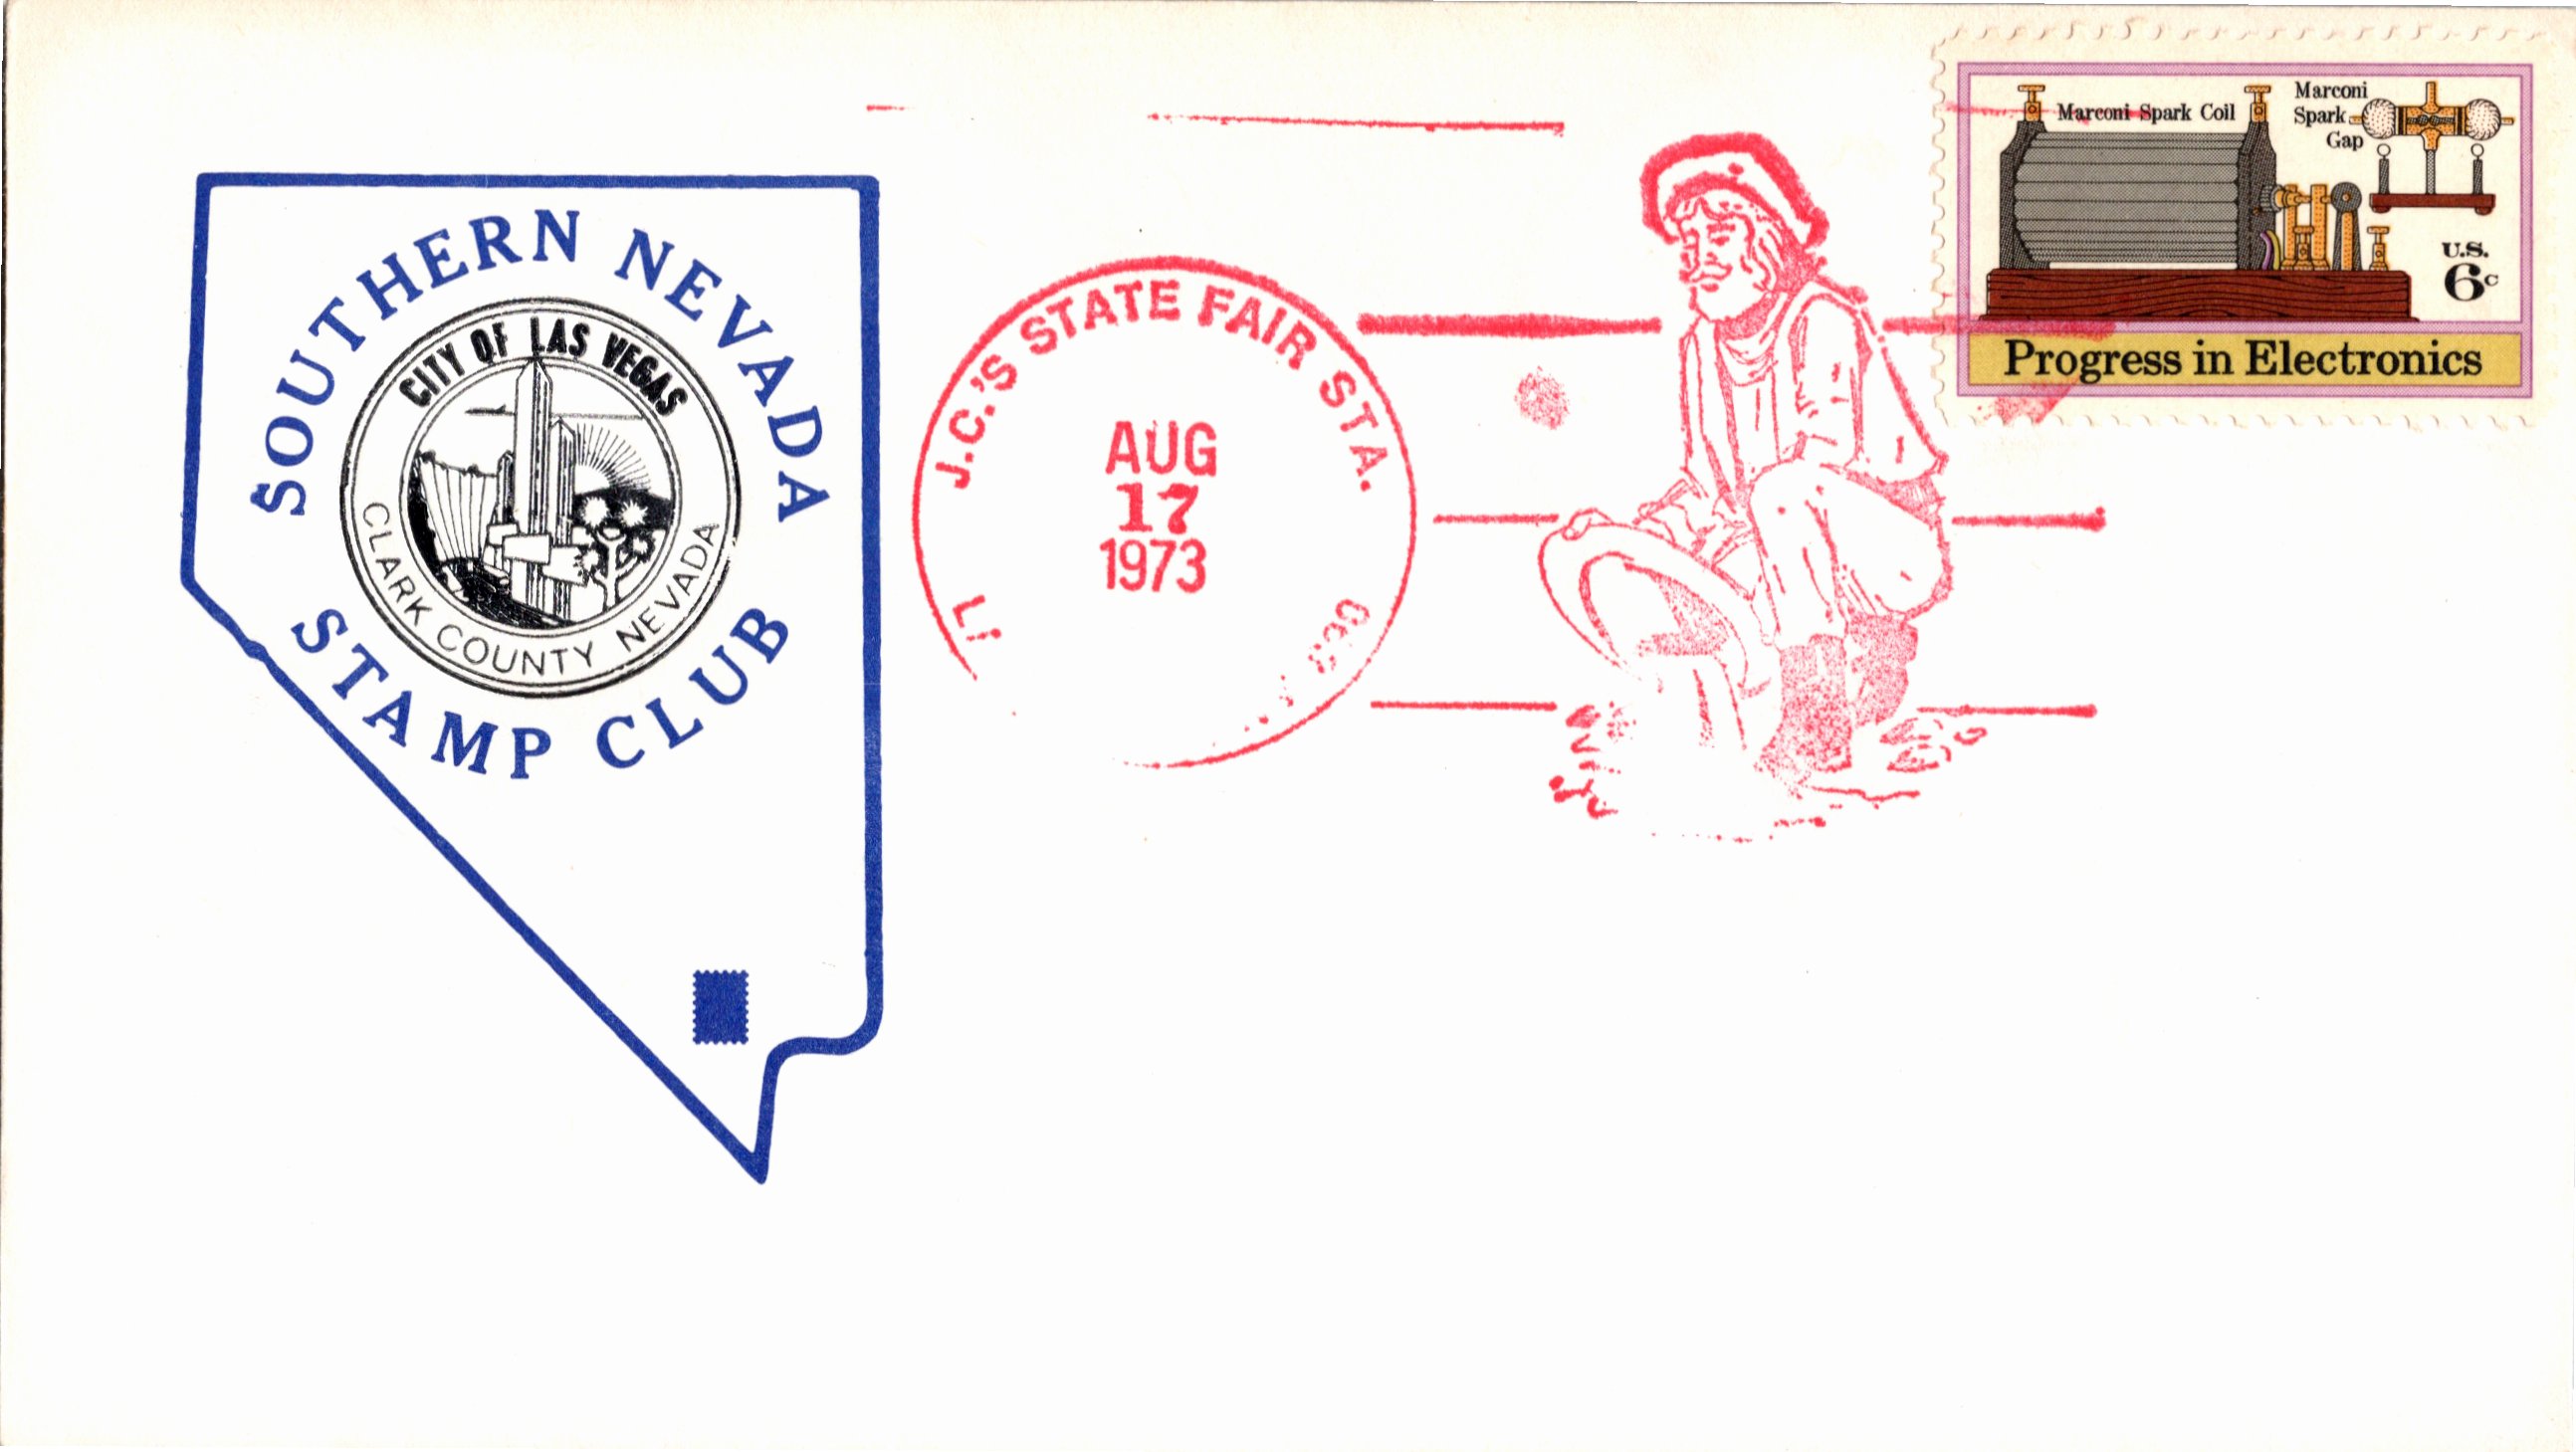 SOUTHERN NEVADA
STAMP CLUB
CITY OF LAS VEGAS
CLARK COUNTY NEVADA
J.C.'S STATE FAIR STA.
AUG
17
1973
Marconi Spark Coil
Marconi
Spark
Gap
U.S.
6c
Progress in Electronics